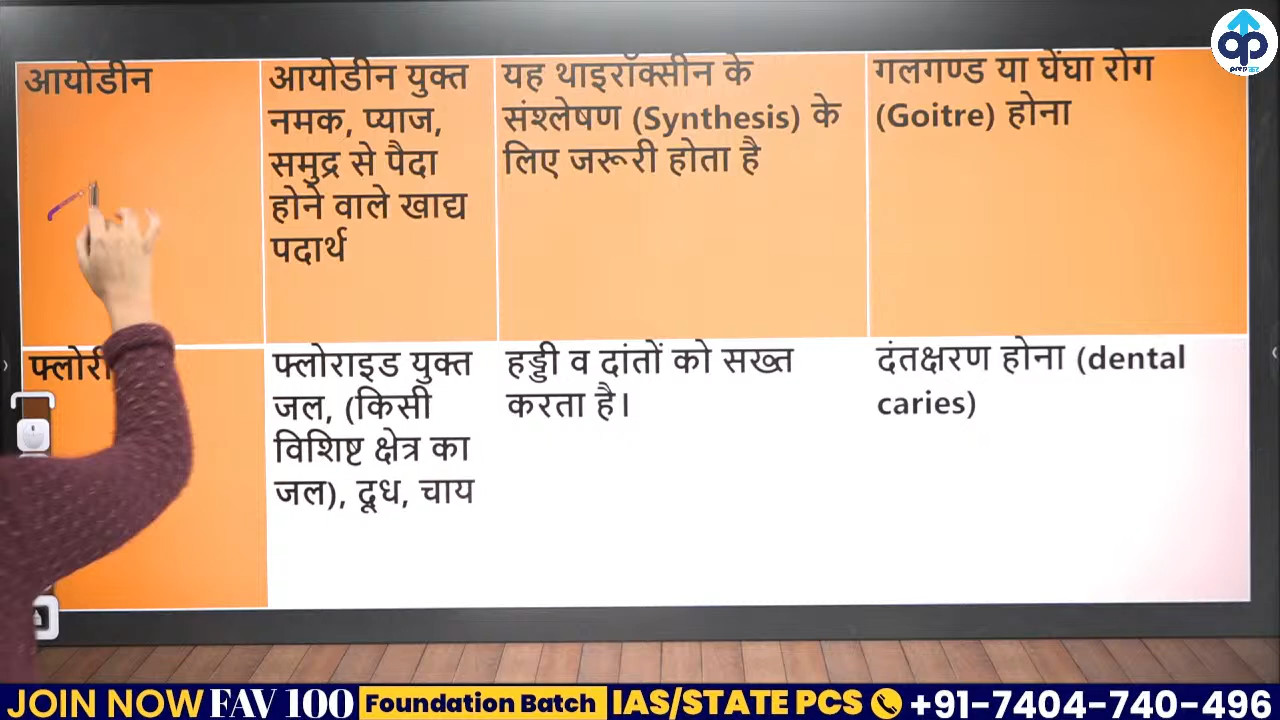 आयोडीन
आयोडीन युक्त
नमक, प्याज,
समुद्र से पैदा
होने वाले खाद्य
पदार्थ
यह थाइरॉक्सीन के
संश्लेषण (Synthesis) के
लिए जरूरी होता है
गलगण्ड या घेंघा रोग
(Goitre) होना
फ्लोराइड युक्त
जल, (किसी
विशिष्ट क्षेत्र का
जल), दूध, चाय
हड्डी व दांतों को सख्त
करता है।
दंतक्षरण होना (dental
caries)
JOIN NOW FAV 100 Foundation Batch IAS/STATE PCS +91-7404-740-496